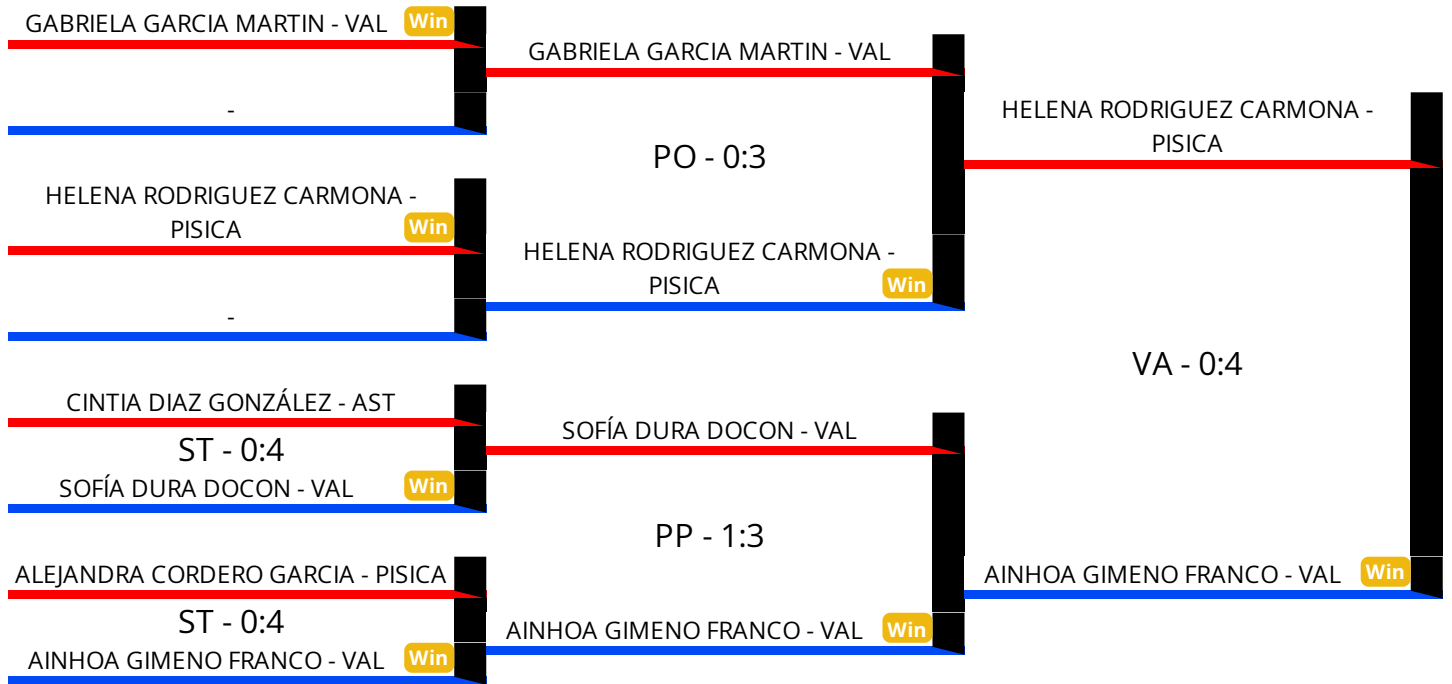 GABRIELA GARCIA MARTIN - VAL Win
-
HELENA RODRIGUEZ CARMONA -
PISICA Win
-
CINTIA DIAZ GONZÁLEZ - AST
ST - 0:4
SOFÍA DURA DOCON - VAL Win
ALEJANDRA CORDERO GARCIA - PISICA
ST - 0:4
AINHOA GIMENO FRANCO - VAL Win
GABRIELA GARCIA MARTIN - VAL
PO - 0:3
HELENA RODRIGUEZ CARMONA -
PISICA Win
SOFÍA DURA DOCON - VAL
PP - 1:3
AINHOA GIMENO FRANCO - VAL Win
HELENA RODRIGUEZ CARMONA -
PISICA
VA - 0:4
AINHOA GIMENO FRANCO - VAL Win